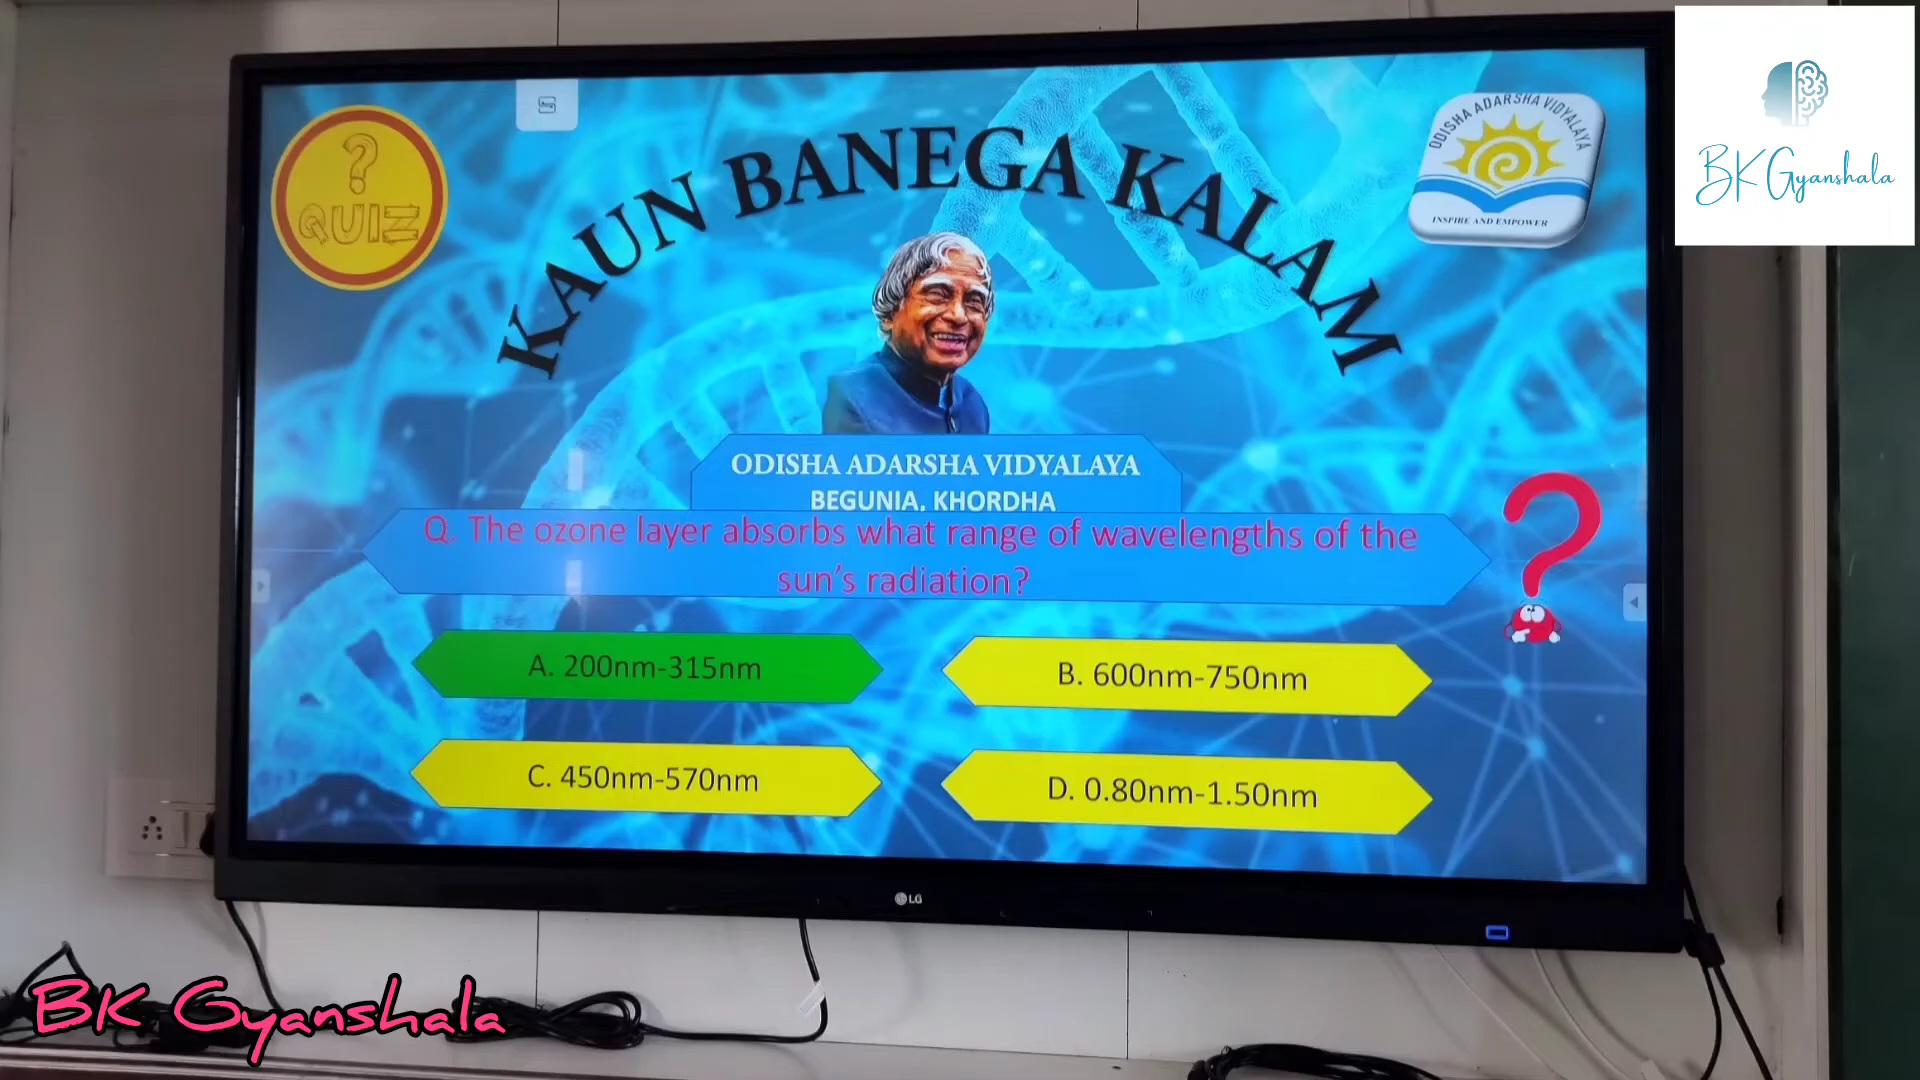 ?
QUIZ
KAUN BANEGA KALAM
ODISHA ADARSHA VIDYALAYA
INSPIRE AND EMPOWER
BK Gyanshala
ODISHA ADARSHA VIDYALAYA
BEGUNIA, KHORDHA
Q. The ozone layer absorbs what range of wavelengths of the
sun's radiation?
?
A. 200nm-315nm
B. 600nm-750nm
C. 450nm-570nm
D. 0.80nm-1.50nm
LG
BK Gyanshala